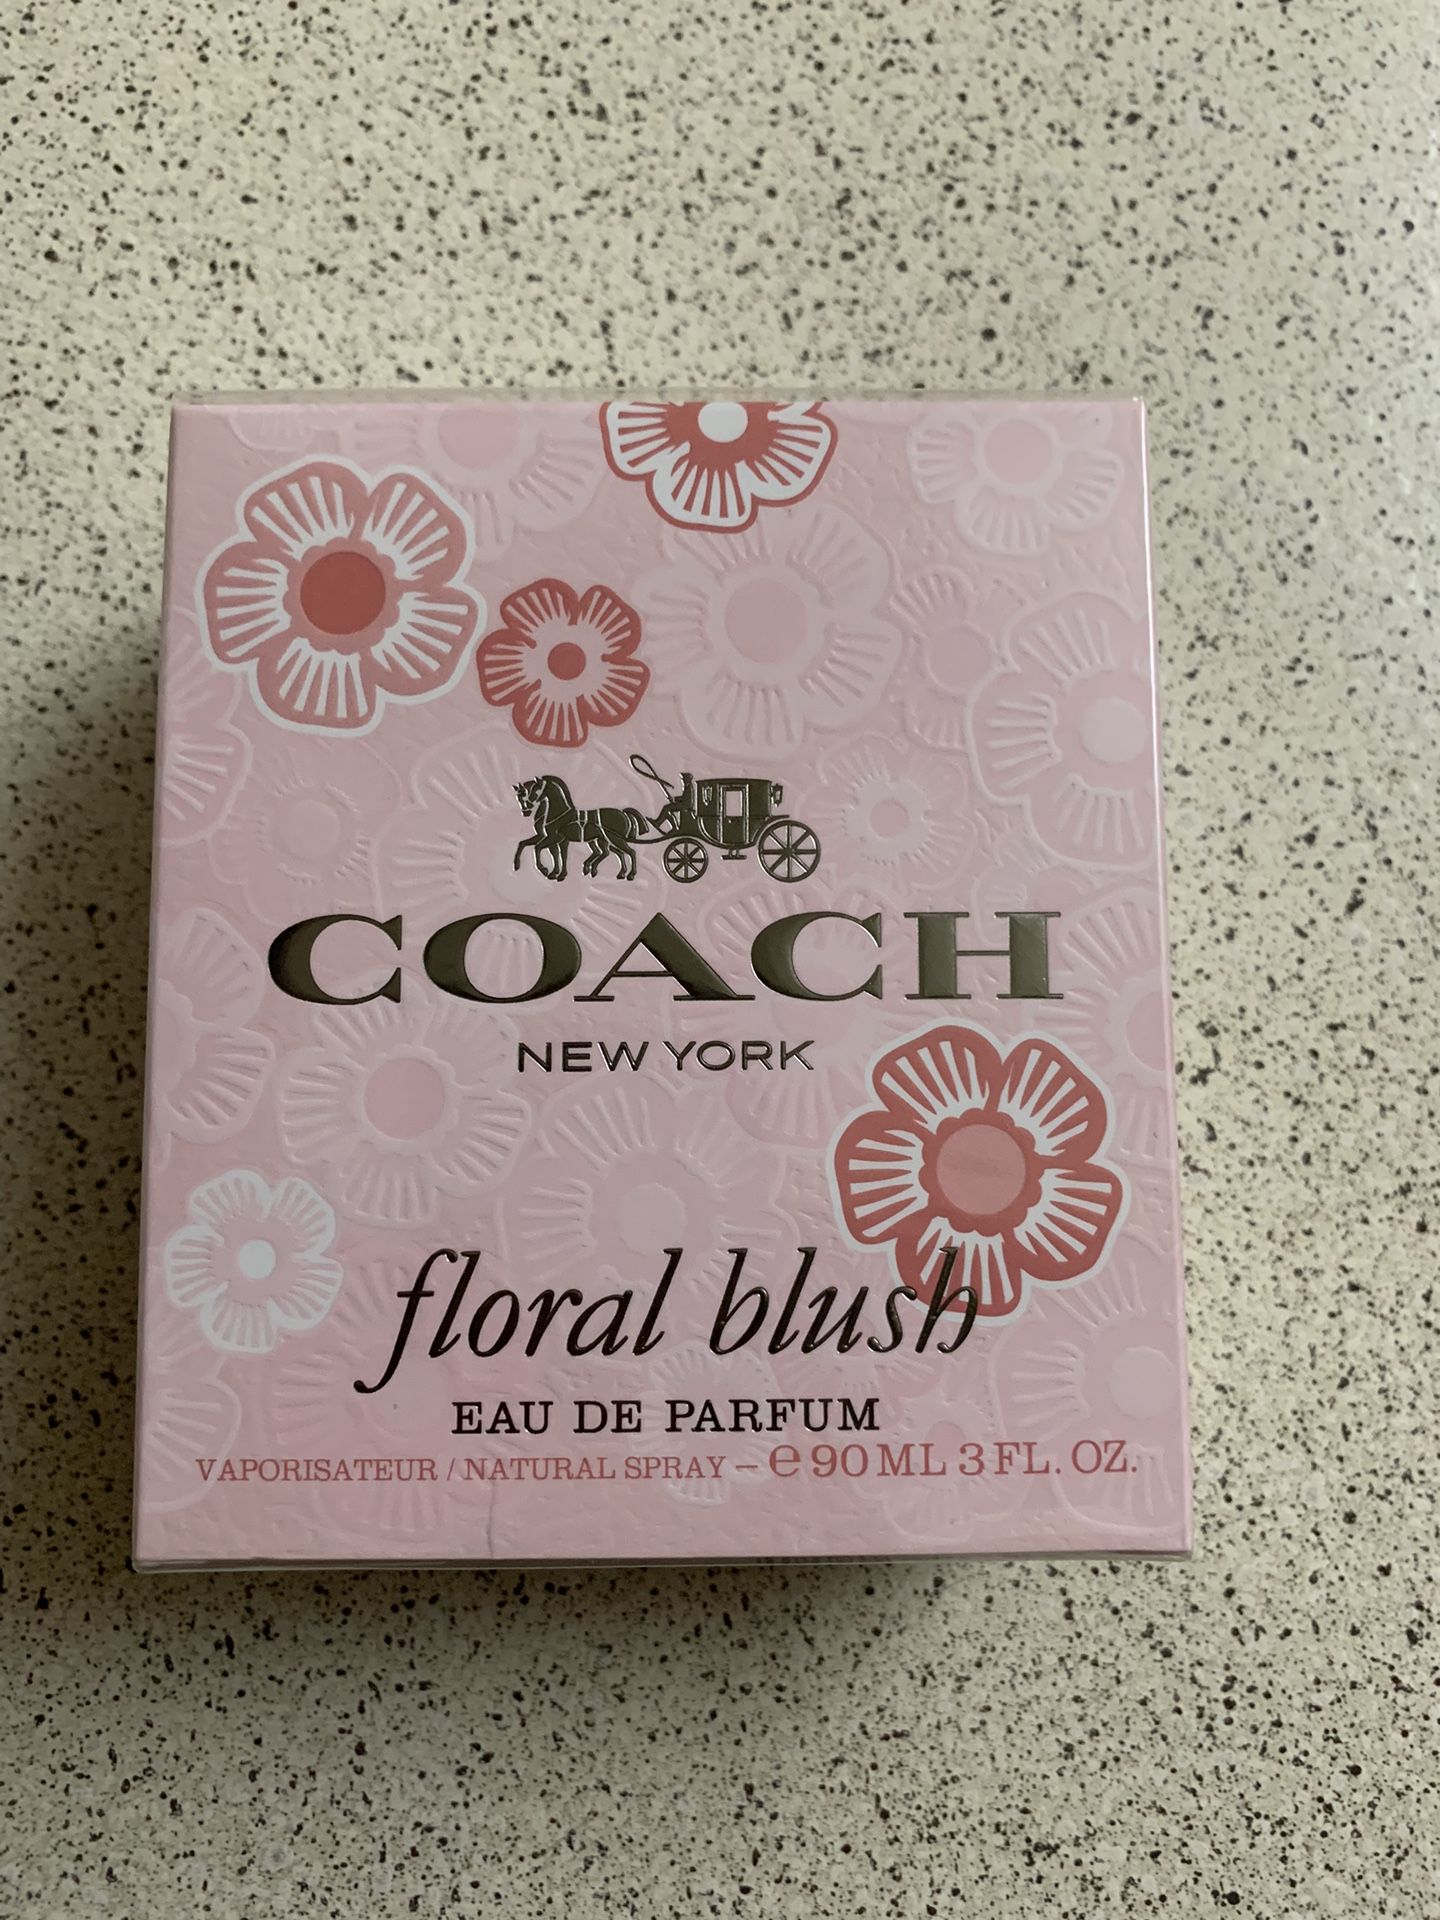 COACH
NEW YORK
floral blush
EAU DE PARFUM
VAPORISATEUR / NATURAL SPRAY – ℮ 90 ML 3 FL. OZ.